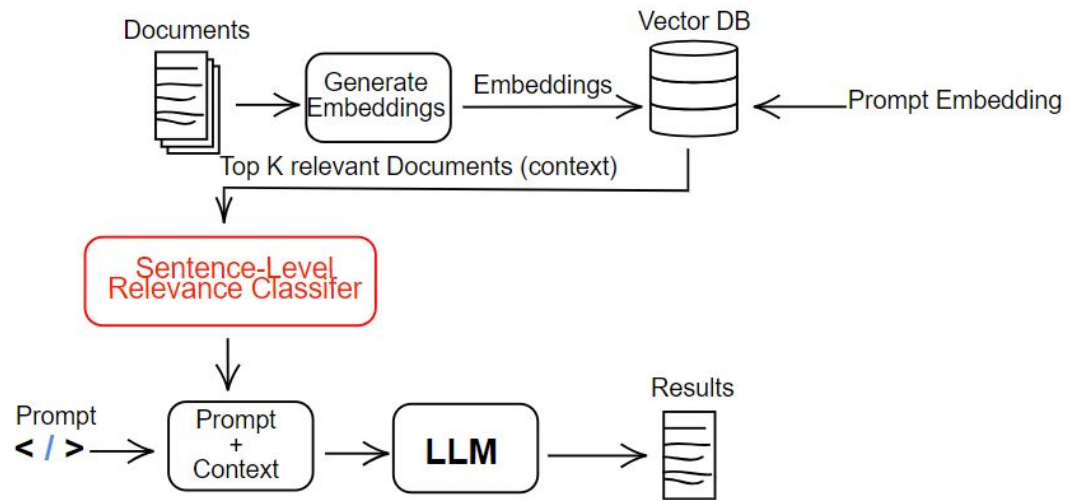 Documents
Vector DB
Generate
Embeddings
Embeddings
Prompt Embedding
Top K relevant Documents (context)
Sentence-Level
Relevance Classifer
Prompt
< / >
Prompt
+
Context
LLM
Results